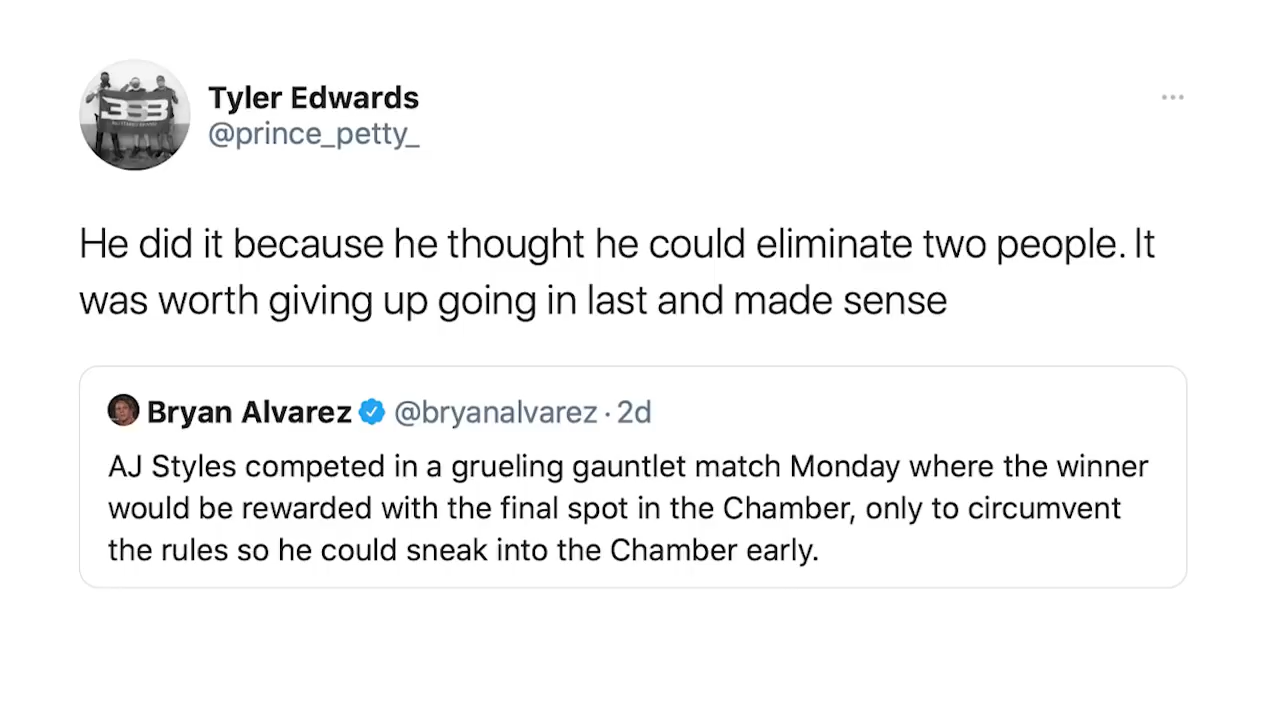 Tyler Edwards
@prince_petty_
He did it because he thought he could eliminate two people. It
was worth giving up going in last and made sense
Bryan Alvarez @bryanalvarez · 2d
AJ Styles competed in a grueling gauntlet match Monday where the winner
would be rewarded with the final spot in the Chamber, only to circumvent
the rules so he could sneak into the Chamber early.